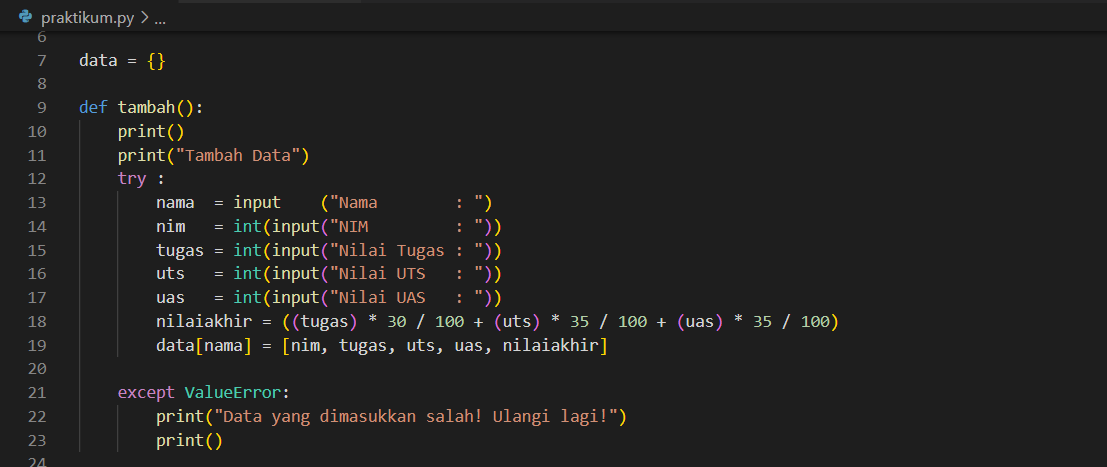 praktikum.py > ...
6
7 data = {}
8
9 def tambah():
10     print()
11     print("Tambah Data")
12     try :
13         nama  = input    ("Nama        : ")
14         nim   = int(input("NIM         : "))
15         tugas = int(input("Nilai Tugas : "))
16         uts   = int(input("Nilai UTS   : "))
17         uas   = int(input("Nilai UAS   : "))
18         nilaiakhir = ((tugas) * 30 / 100 + (uts) * 35 / 100 + (uas) * 35 / 100)
19         data[nama] = [nim, tugas, uts, uas, nilaiakhir]
20
21     except ValueError:
22         print("Data yang dimasukkan salah! Ulangi lagi!")
23         print()
24